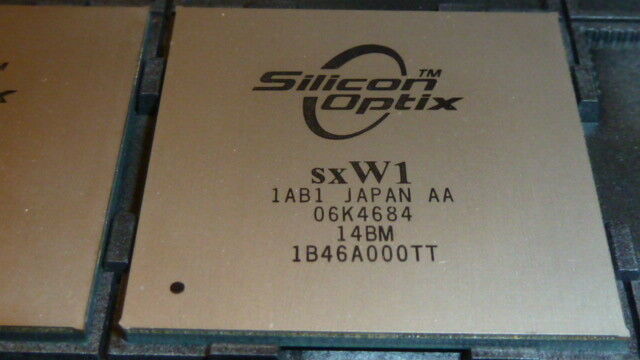 Silicon™
Optix
sxW1
1AB1 JAPAN AA
06K4684
14BM
1B46A000TT